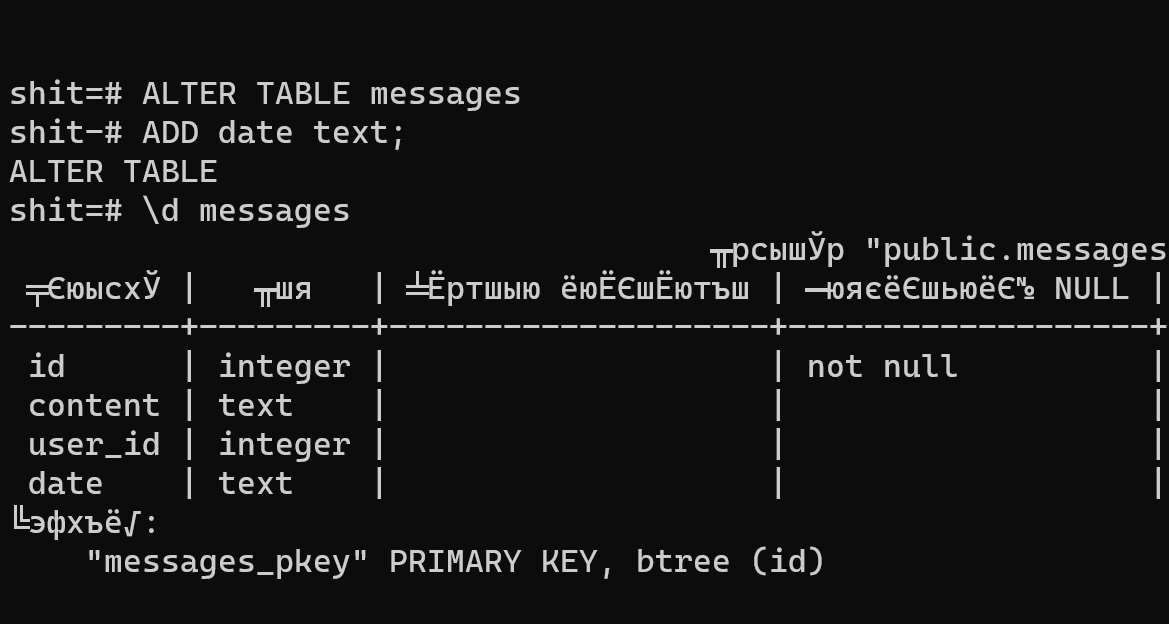 shit=# ALTER TABLE messages
shit-# ADD date text;
ALTER TABLE
shit=# \d messages
╥рсышЎр "public.messages
╤ЄюысхЎ | ╥шя | ╩Ёртшыю ёюЁЄшЁютъш | ─юяєёЄшьюёЄ№ NULL |
---------+---------+--------------------+-------------------+
id | integer | | not null |
content | text | | |
user_id | integer | | |
date | text | | |
╚эфхъё√:
"messages_pkey" PRIMARY KEY, btree (id)